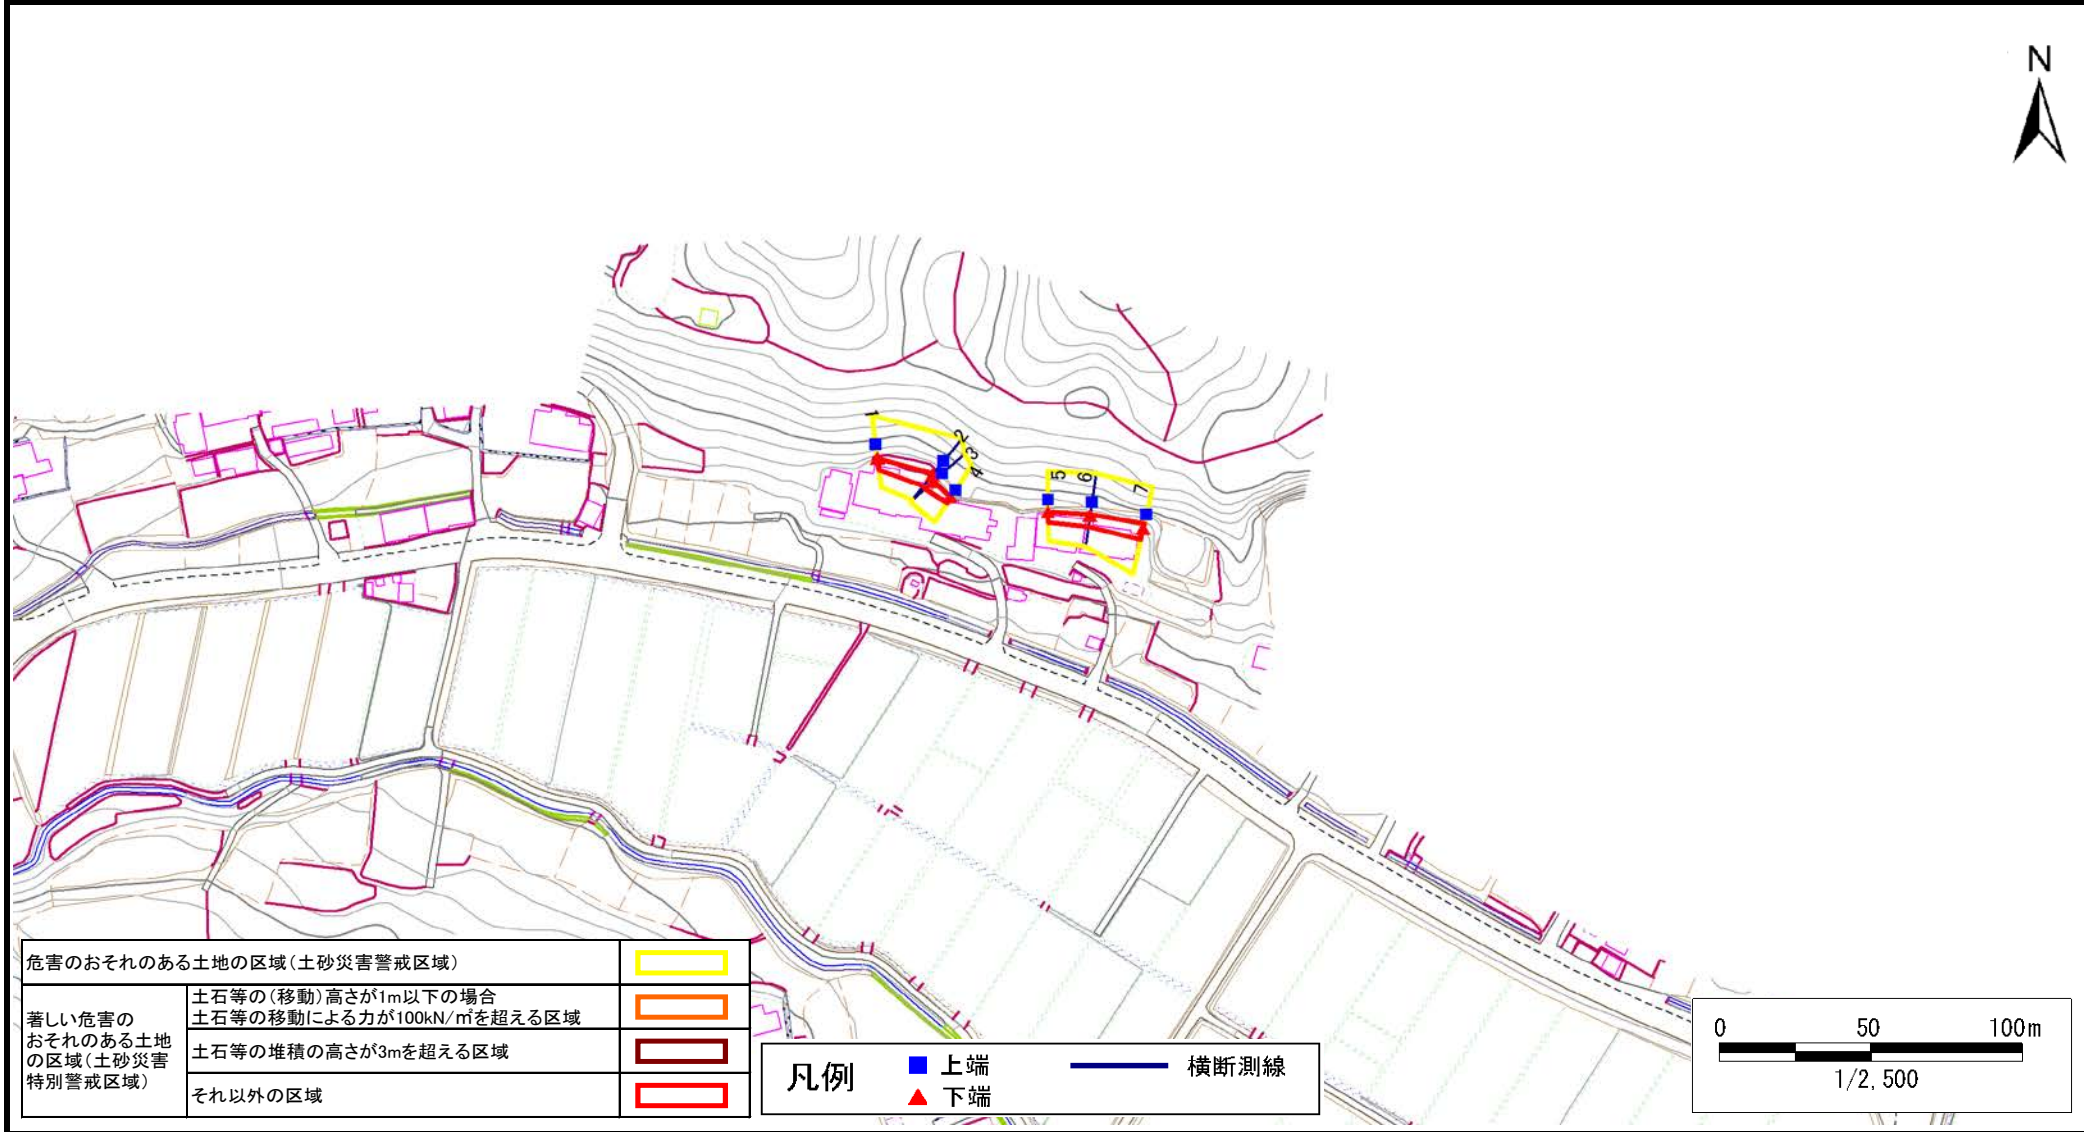 N
1
2
3
4
5
6
7
危害のおそれのある土地の区域(土砂災害警戒区域)
著しい危害の
おそれのある土地
の区域(土砂災害
特別警戒区域)
土石等の(移動)高さが1m以下の場合
土石等の移動による力が100kN/㎡を超える区域
土石等の堆積の高さが3mを超える区域
それ以外の区域
凡例
上端
下端
横断測線
0 50 100m
1/2,500